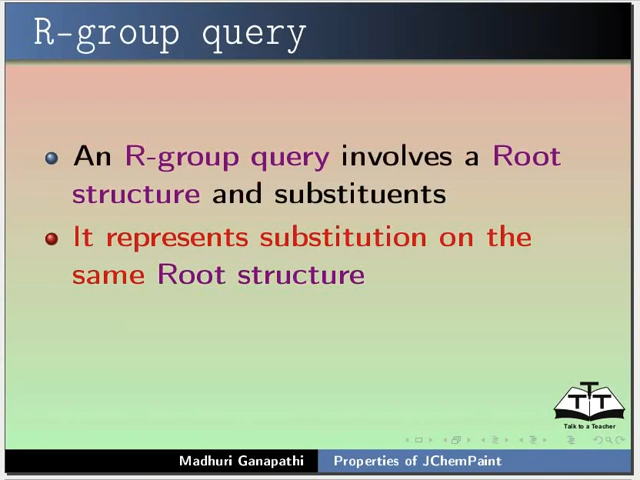 R-group query
An R-group query involves a Root
structure and substituents
It represents substitution on the
same Root structure
TTT
Talk to a Teacher
Madhuri Ganapathi
Properties of JChemPaint